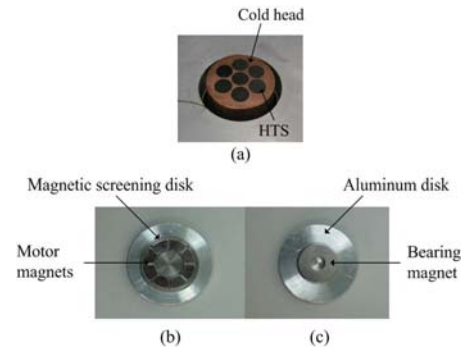 Cold head
HTS
(a)
Magnetic screening disk
Aluminum disk
Motor
magnets
Bearing
magnet
(b)
(c)